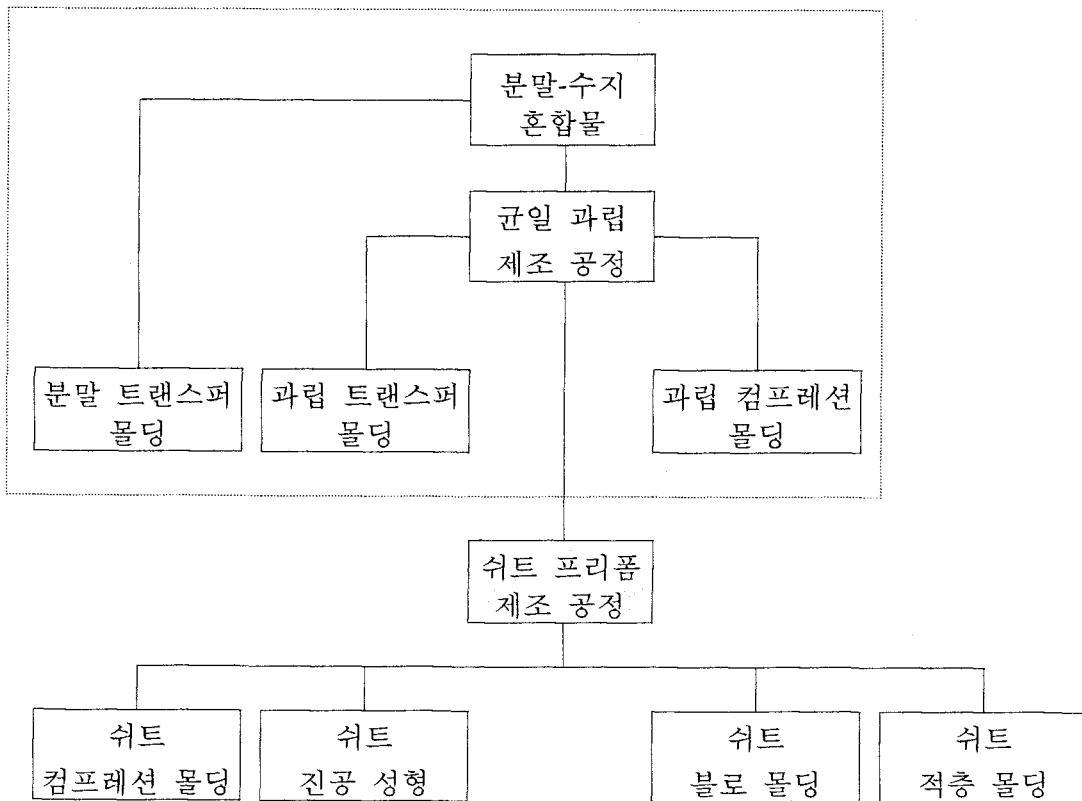 분말-수지
혼합물
균일 과립
제조 공정
분말 트랜스퍼
몰딩
과립 트랜스퍼
몰딩
과립 컴프레션
몰딩
쉬트 프리폼
제조 공정
쉬트
컴프레션 몰딩
쉬트
진공 성형
쉬트
블로 몰딩
쉬트
적층 몰딩